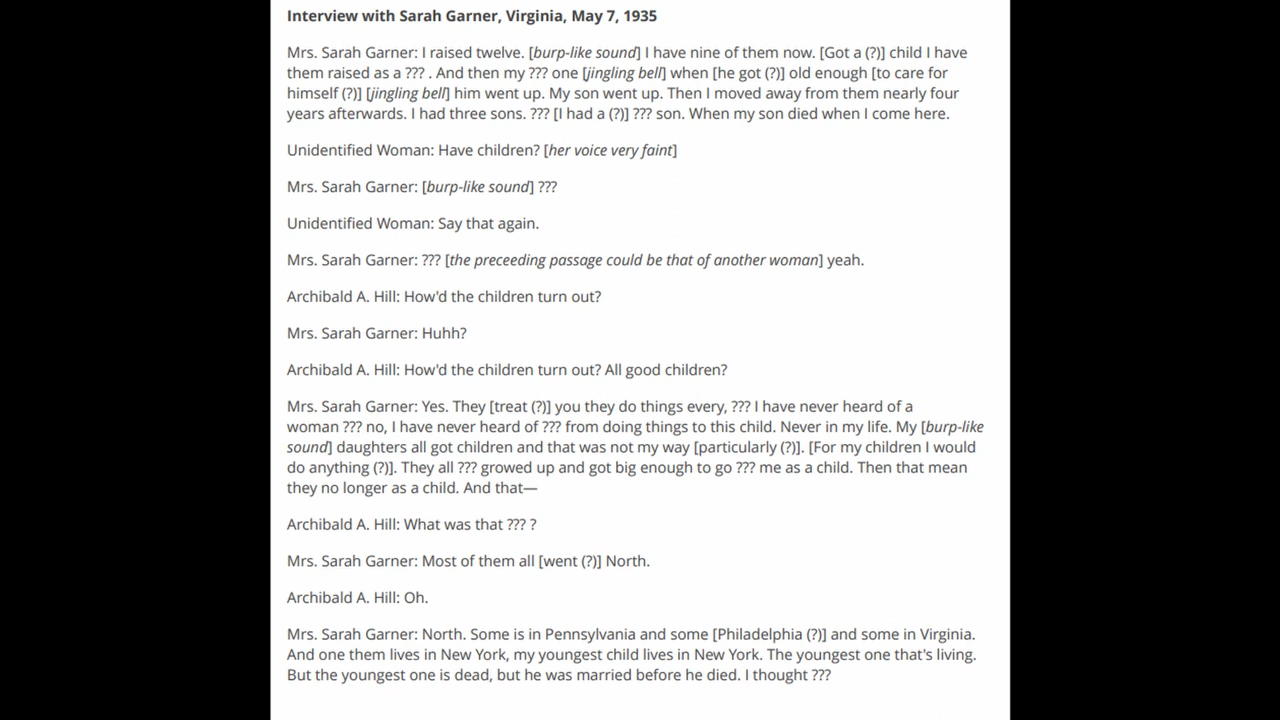 Interview with Sarah Garner, Virginia, May 7, 1935
Mrs. Sarah Garner: I raised twelve. [burp-like sound] I have nine of them now. [Got a (?)] child I have
them raised as a ??? . And then my ??? one [jingling bell] when [he got (?)] old enough [to care for
himself (?)] [jingling bell] him went up. My son went up. Then I moved away from them nearly four
years afterwards. I had three sons. ??? [I had a (?)] ??? son. When my son died when I come here.
Unidentified Woman: Have children? [her voice very faint]
Mrs. Sarah Garner: [burp-like sound] ???
Unidentified Woman: Say that again.
Mrs. Sarah Garner: ??? [the preceeding passage could be that of another woman] yeah.
Archibald A. Hill: How'd the children turn out?
Mrs. Sarah Garner: Huhh?
Archibald A. Hill: How'd the children turn out? All good children?
Mrs. Sarah Garner: Yes. They [treat (?)] you they do things every, ??? I have never heard of a
woman ??? no, I have never heard of ??? from doing things to this child. Never in my life. My [burp-like
sound] daughters all got children and that was not my way [particularly (?)]. [For my children I would
do anything (?)]. They all ??? growed up and got big enough to go ??? me as a child. Then that mean
they no longer as a child. And that—
Archibald A. Hill: What was that ??? ?
Mrs. Sarah Garner: Most of them all [went (?)] North.
Archibald A. Hill: Oh.
Mrs. Sarah Garner: North. Some is in Pennsylvania and some [Philadelphia (?)] and some in Virginia.
And one them lives in New York, my youngest child lives in New York. The youngest one that's living.
But the youngest one is dead, but he was married before he died. I thought ???